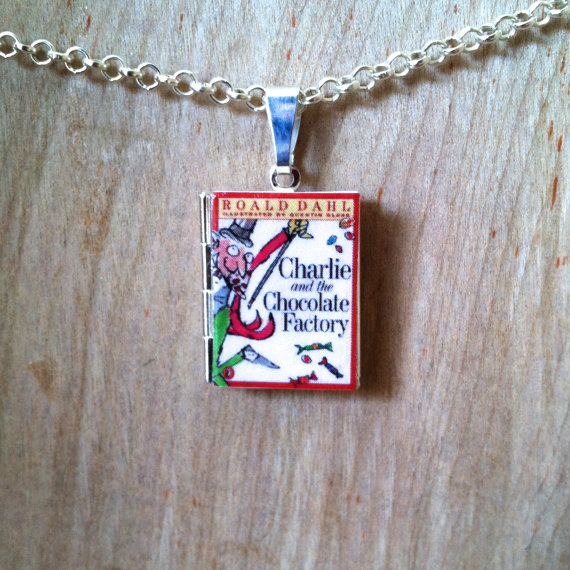 ROALD DAHL
ILLUSTRATED BY QUENTIN BLAKE
Charlie
and the
Chocolate
Factory